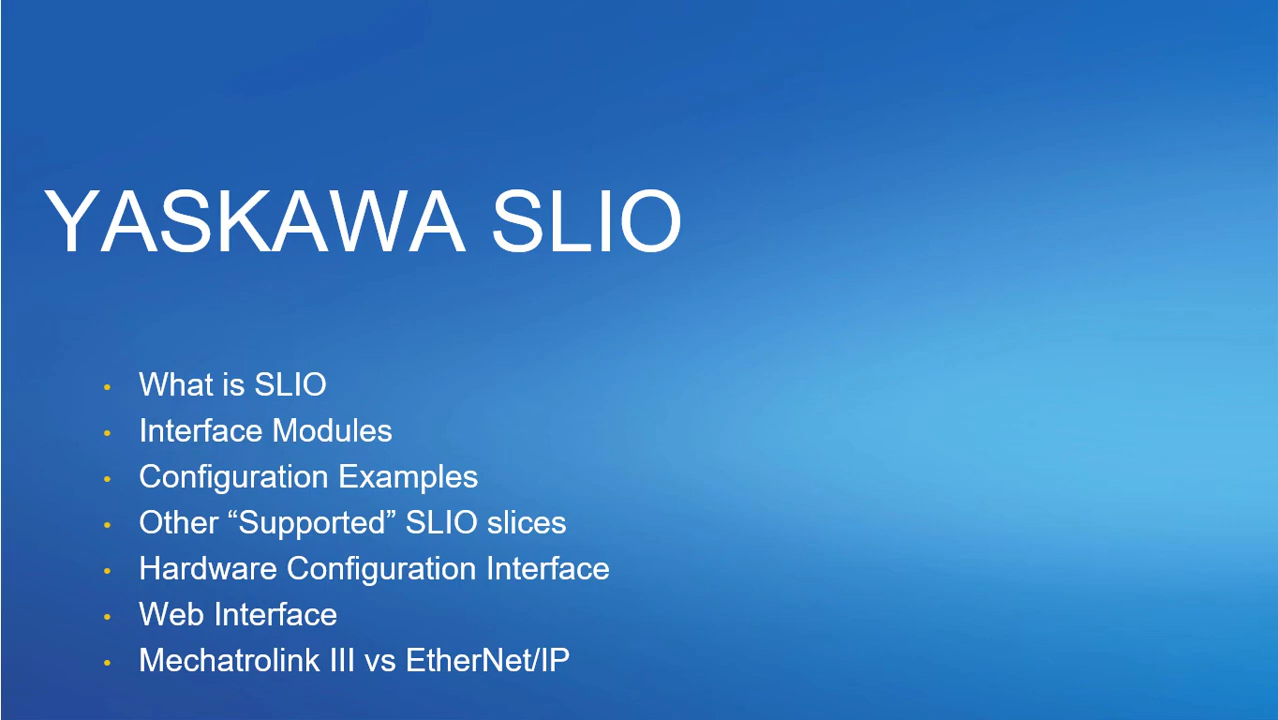 YASKAWA SLIO
• What is SLIO
• Interface Modules
• Configuration Examples
• Other “Supported” SLIO slices
• Hardware Configuration Interface
• Web Interface
• Mechatrolink III vs EtherNet/IP